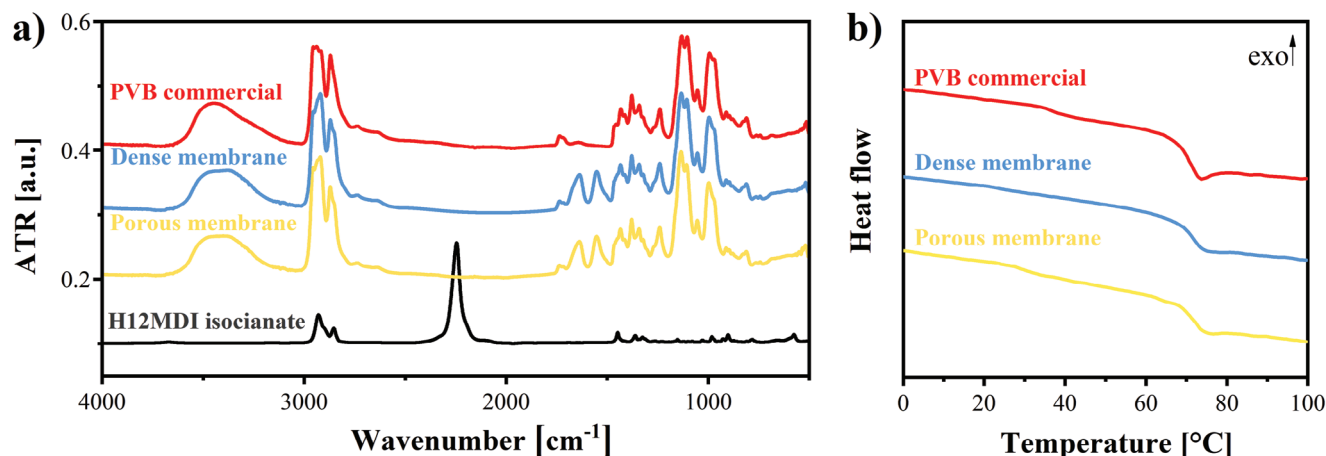 a)
0.6
0.4
0.2
ATR [a.u.]
PVB commercial
Dense membrane
Porous membrane
H12MDI isocianate
4000 3000 2000 1000
Wavenumber [cm-1]
b)
exo
PVB commercial
Dense membrane
Porous membrane
Heat flow
0 20 40 60 80 100
Temperature [°C]